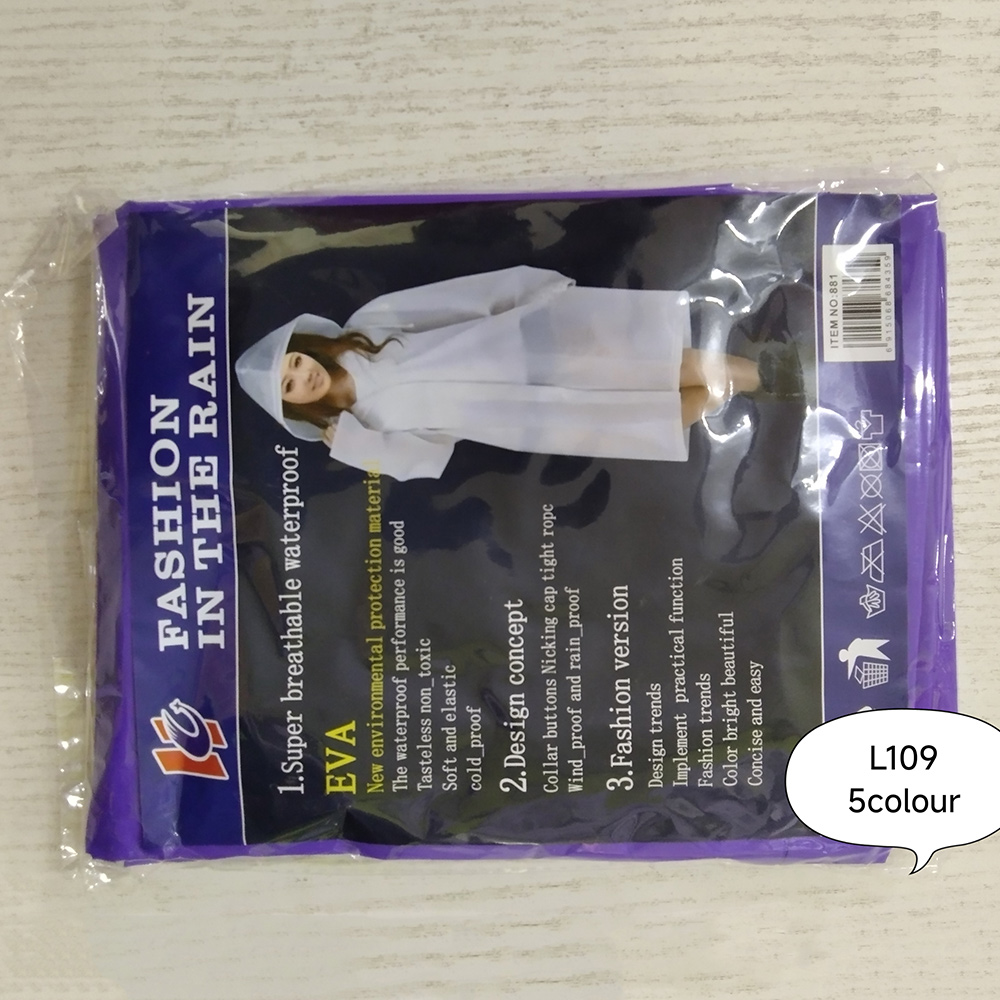 FASHION
IN THE RAIN
1.Super breathable waterproof
EVA
New environmental protection material
The waterproof performance is good
Tasteless non_toxic
Soft and elastic
cold_proof
2.Design concept
Collar buttons Nicking cap tight rope
Wind_proof and rain_proof
3.Fashion version
Design trends
Implement practical function
Fashion trends
Color bright beautiful
Concise and easy
ITEM NO:881
6915068684359
L109
5colour